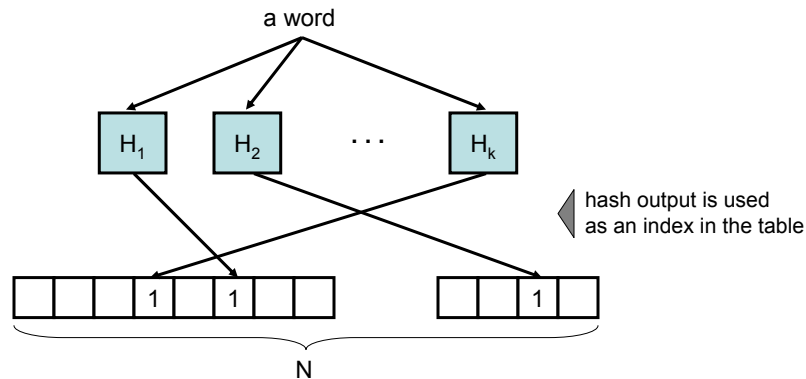 a word
H₁ H₂ ... Hₖ
hash output is used
as an index in the table
1 1 1
N